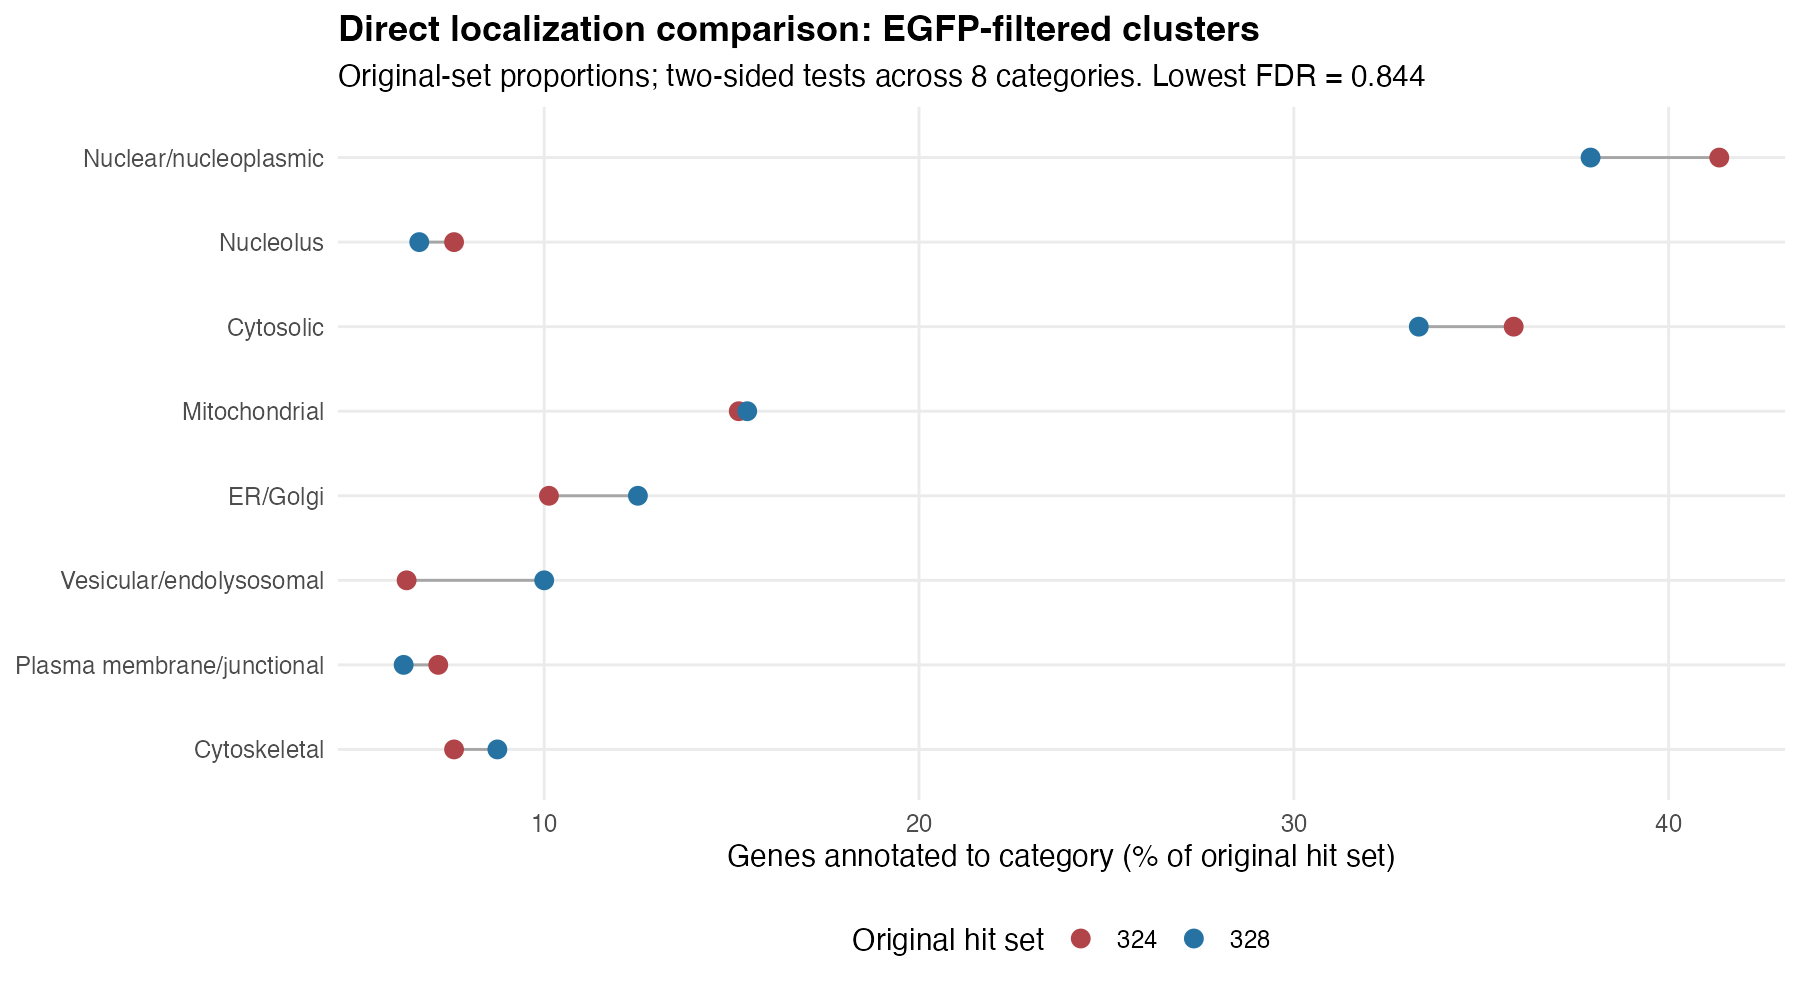 Direct localization comparison: EGFP-filtered clusters
Original-set proportions; two-sided tests across 8 categories. Lowest FDR = 0.844
Nuclear/nucleoplasmic
Nucleolus
Cytosolic
Mitochondrial
ER/Golgi
Vesicular/endolysosomal
Plasma membrane/junctional
Cytoskeletal
10 20 30 40
Genes annotated to category (% of original hit set)
Original hit set 324 328